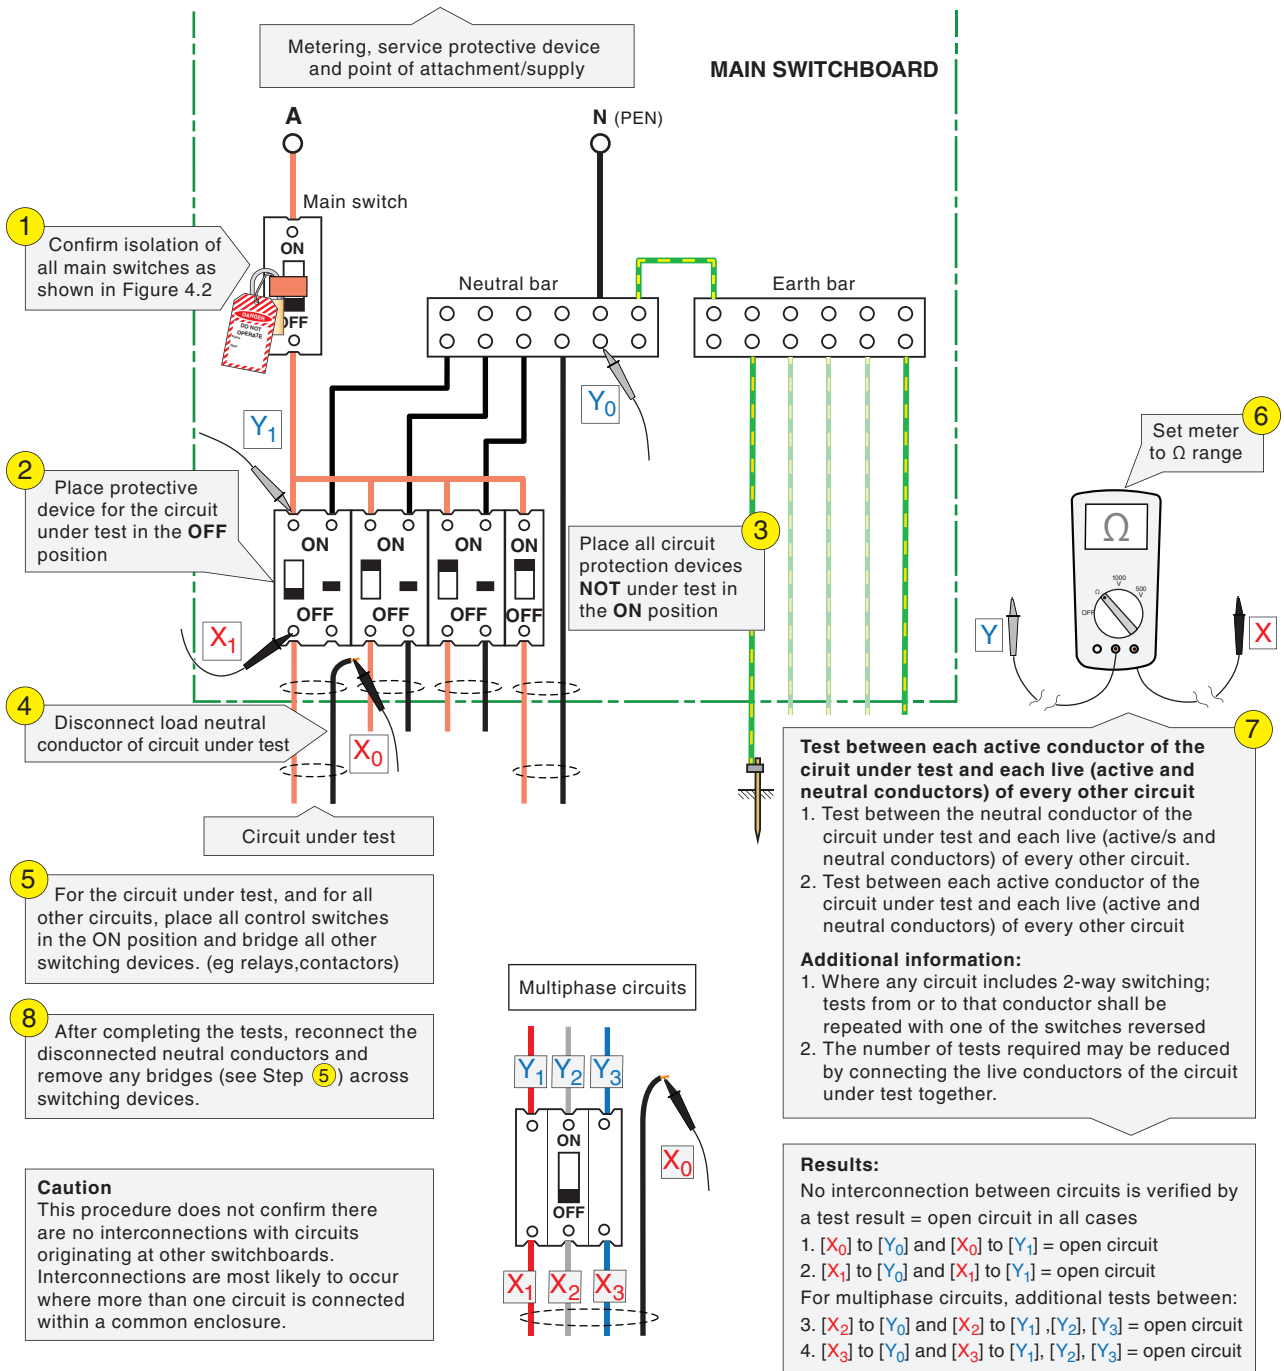 Metering, service protective device
and point of attachment/supply
MAIN SWITCHBOARD
A
N (PEN)
Main switch
1
Confirm isolation of
all main switches as
shown in Figure 4.2
ON
OFF
DANGER
DO NOT
OPERATE
Neutral bar
Earth bar
Y1
Y0
6
Set meter
to Ω range
2
Place protective
device for the circuit
under test in the OFF
position
ON
ON
ON
ON
OFF
OFF
OFF
OFF
3
Place all circuit
protection devices
NOT under test in
the ON position
Ω
1000
V
500
V
Ω
OFF
Y
X
X1
4
Disconnect load neutral
conductor of circuit under test
X0
Circuit under test
7
Test between each active conductor of the
ciruit under test and each live (active and
neutral conductors) of every other circuit
1. Test between the neutral conductor of the
circuit under test and each live (active/s and
neutral conductors) of every other circuit.
2. Test between each active conductor of the
circuit under test and each live (active and
neutral conductors) of every other circuit
Additional information:
1. Where any circuit includes 2-way switching;
tests from or to that conductor shall be
repeated with one of the switches reversed
2. The number of tests required may be reduced
by connecting the live conductors of the circuit
under test together.
5
For the circuit under test, and for all
other circuits, place all control switches
in the ON position and bridge all other
switching devices. (eg relays,contactors)
8
After completing the tests, reconnect the
disconnected neutral conductors and
remove any bridges (see Step 5) across
switching devices.
Caution
This procedure does not confirm there
are no interconnections with circuits
originating at other switchboards.
Interconnections are most likely to occur
where more than one circuit is connected
within a common enclosure.
Multiphase circuits
Y1 Y2 Y3
ON
OFF
X0
X1 X2 X3
Results:
No interconnection between circuits is verified by
a test result = open circuit in all cases
1. [X0] to [Y0] and [X0] to [Y1] = open circuit
2. [X1] to [Y0] and [X1] to [Y1] = open circuit
For multiphase circuits, additional tests between:
3. [X2] to [Y0] and [X2] to [Y1] ,[Y2], [Y3] = open circuit
4. [X3] to [Y0] and [X3] to [Y1], [Y2], [Y3] = open circuit